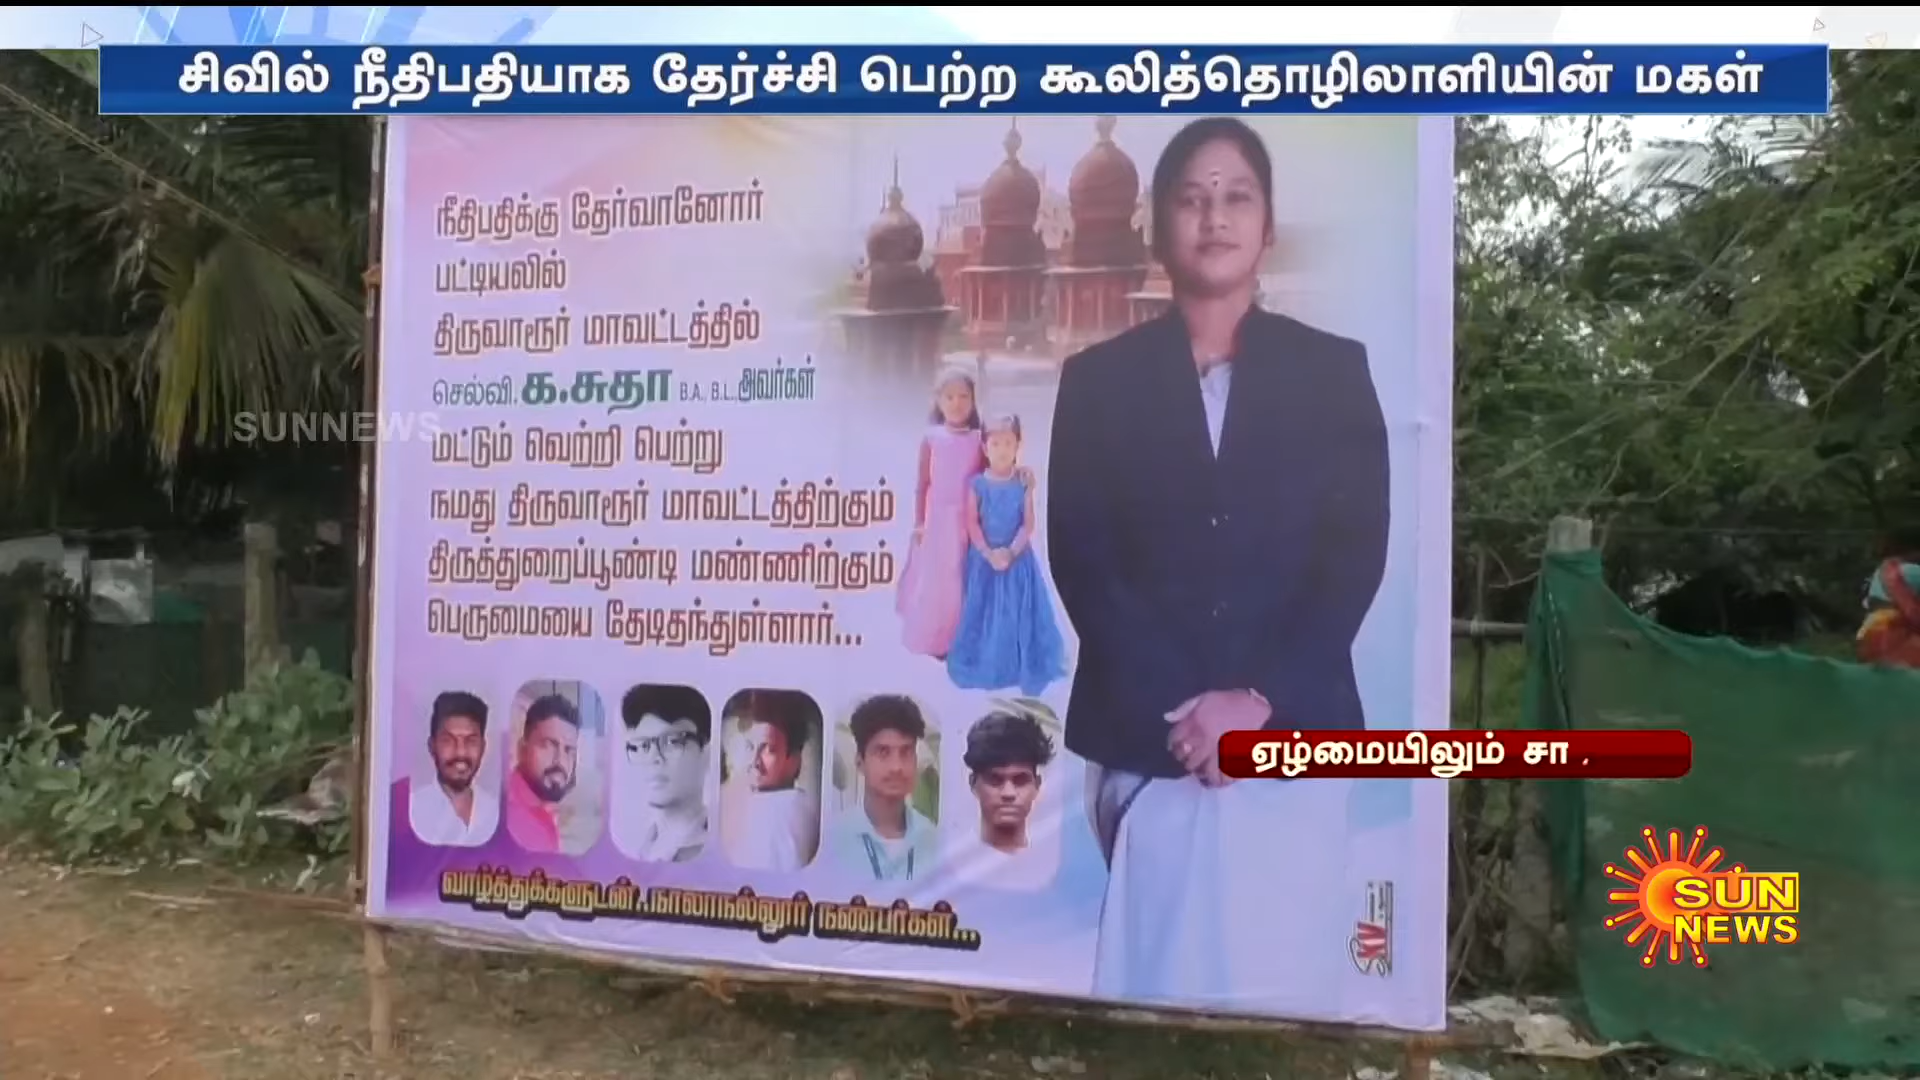 சிவில் நீதிபதியாக தேர்ச்சி பெற்ற கூலித்தொழிலாளியின் மகள்
நீதிபதிக்கு தேர்வானோர்
பட்டியலில்
திருவாரூர் மாவட்டத்தில்
செல்வி. க.சுதா B.A., B.L., அவர்கள்
SUNNEWS
மட்டும் வெற்றி பெற்று
நமது திருவாரூர் மாவட்டத்திற்கும்
திருத்துறைப்பூண்டி மண்ணிற்கும்
பெருமையை தேடிதந்துள்ளார்...
ஏழ்மையிலும் சா
வாழ்த்துக்களுடன்..நாலாநல்லூர் நண்பர்கள்...
SUN
NEWS